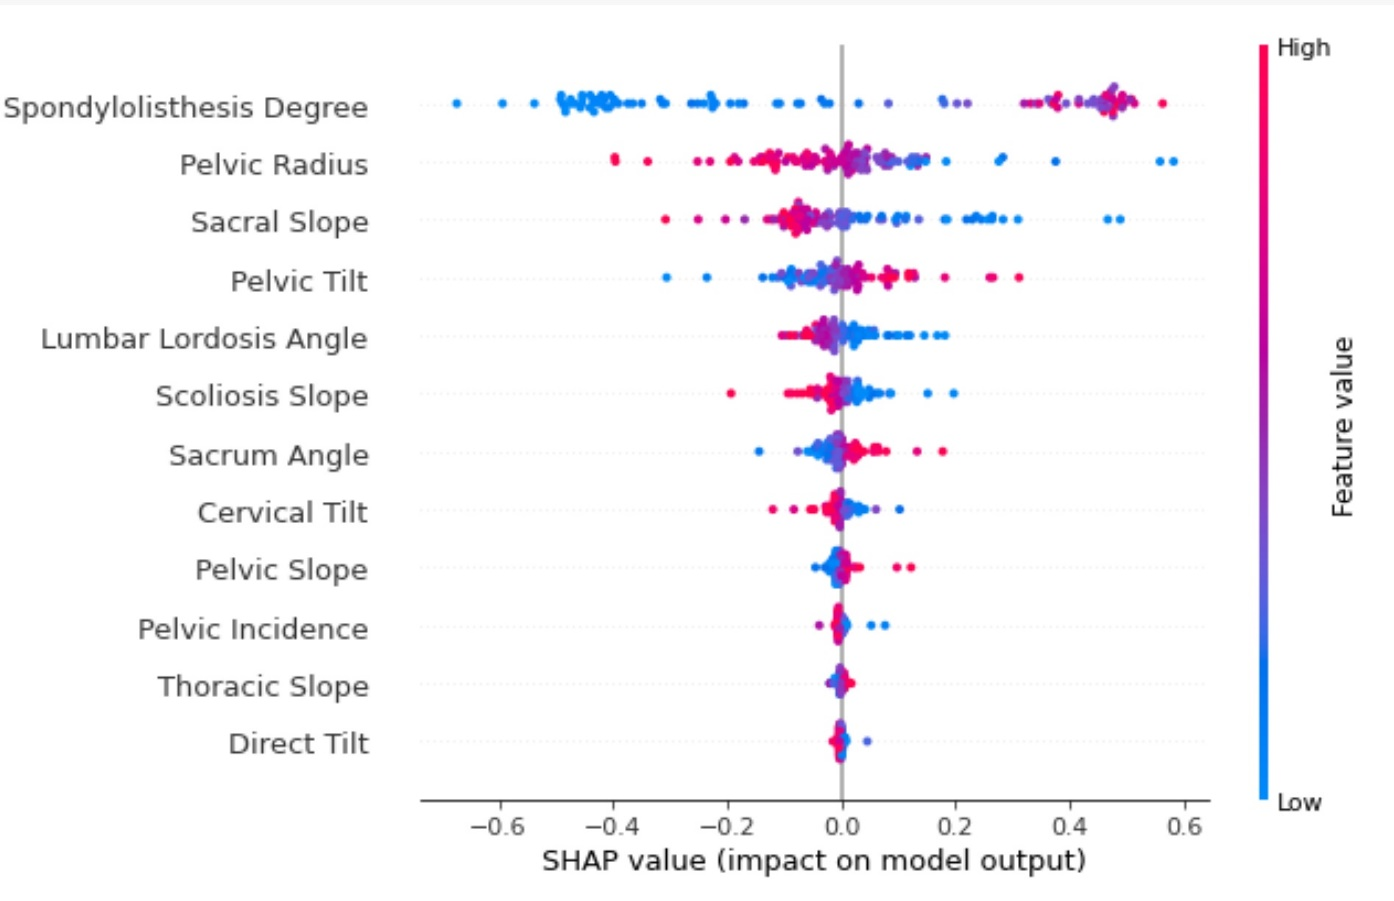 High
Spondylolisthesis Degree
Pelvic Radius
Sacral Slope
Pelvic Tilt
Lumbar Lordosis Angle
Scoliosis Slope
Sacrum Angle
Cervical Tilt
Pelvic Slope
Pelvic Incidence
Thoracic Slope
Direct Tilt
Feature value
Low
−0.6 −0.4 −0.2 0.0 0.2 0.4 0.6
SHAP value (impact on model output)